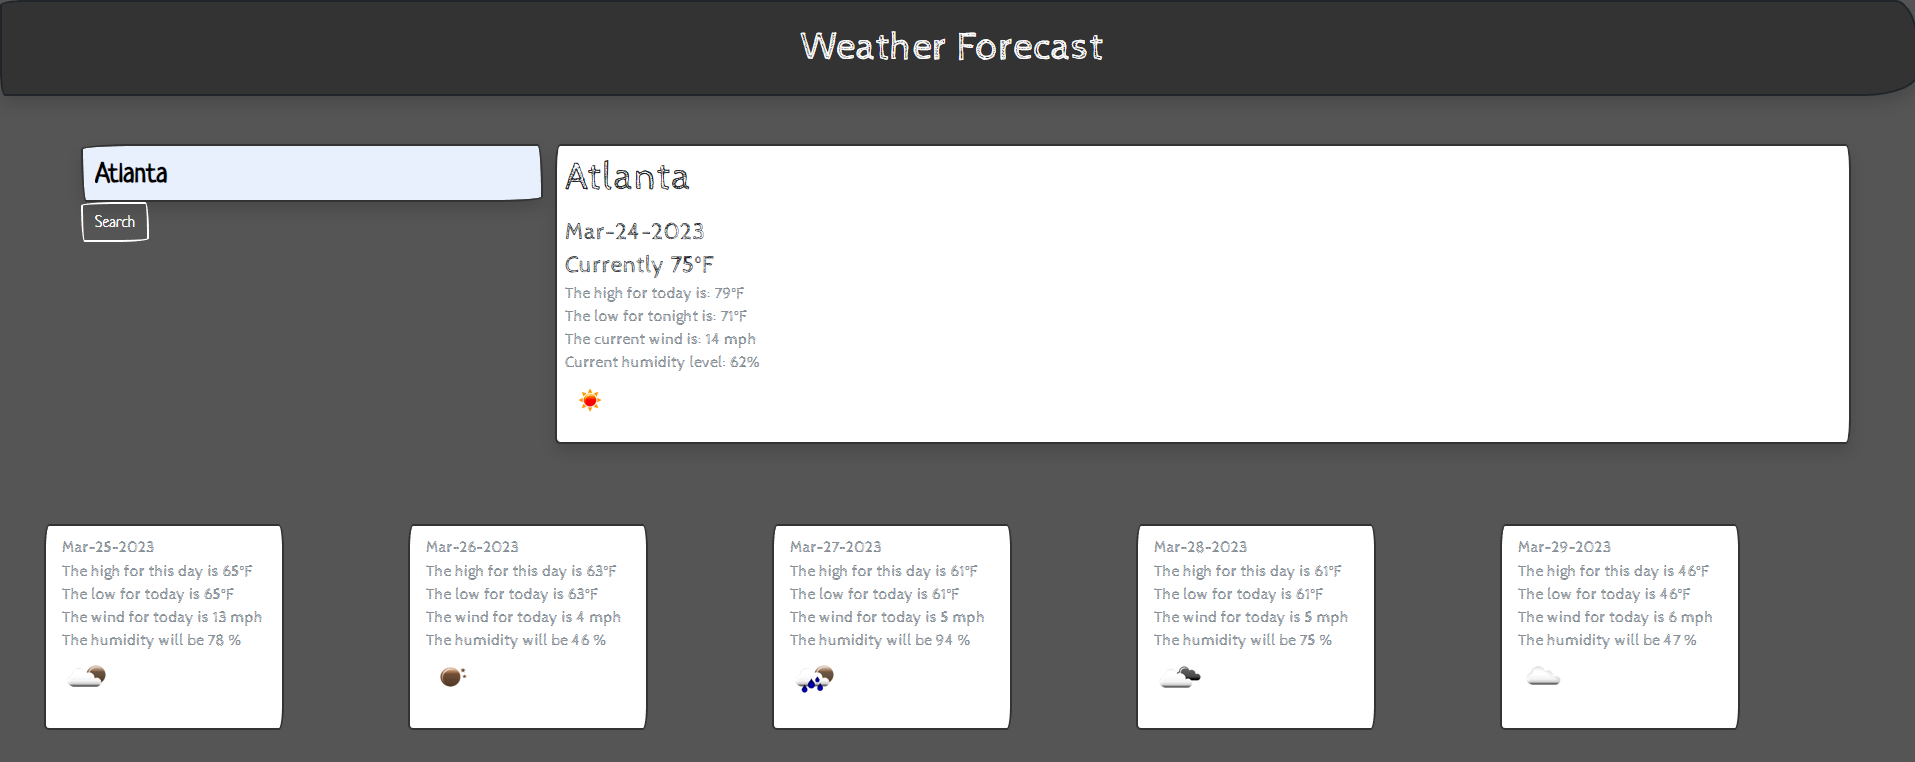 Weather Forecast
Atlanta
Search
Atlanta
Mar-24-2023
Currently 75°F
The high for today is: 79°F
The low for tonight is: 71°F
The current wind is: 14 mph
Current humidity level: 62%
Mar-25-2023
The high for this day is 65°F
The low for today is 65°F
The wind for today is 13 mph
The humidity will be 78 %
Mar-26-2023
The high for this day is 63°F
The low for today is 63°F
The wind for today is 4 mph
The humidity will be 46 %
Mar-27-2023
The high for this day is 61°F
The low for today is 61°F
The wind for today is 5 mph
The humidity will be 94 %
Mar-28-2023
The high for this day is 61°F
The low for today is 61°F
The wind for today is 5 mph
The humidity will be 75 %
Mar-29-2023
The high for this day is 46°F
The low for today is 46°F
The wind for today is 6 mph
The humidity will be 47 %